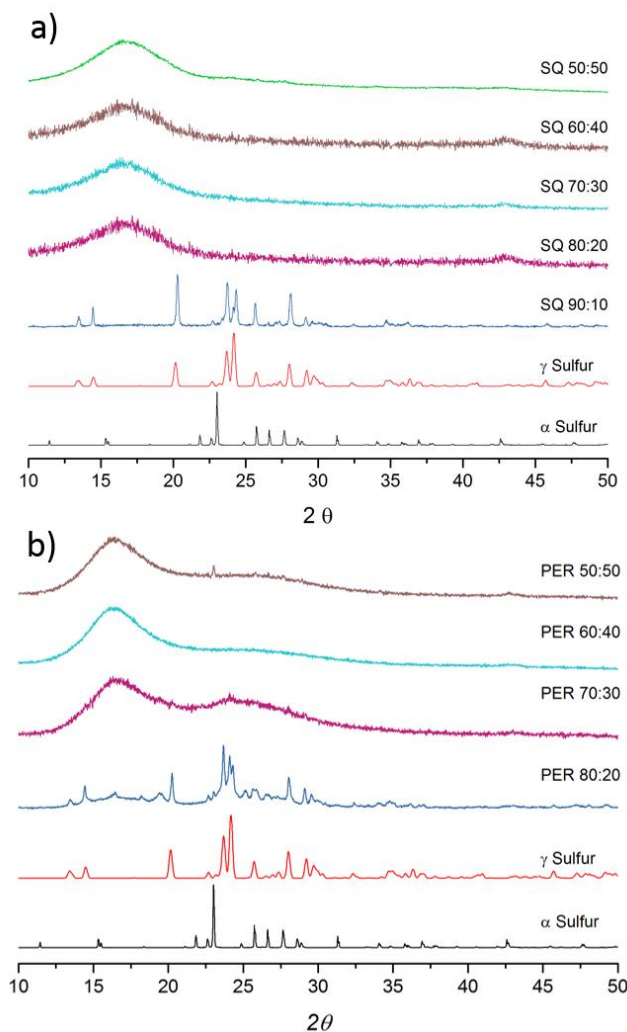 a)
SQ 50:50
SQ 60:40
SQ 70:30
SQ 80:20
SQ 90:10
γ Sulfur
α Sulfur
10 15 20 25 30 35 40 45 50
2 θ
b)
PER 50:50
PER 60:40
PER 70:30
PER 80:20
γ Sulfur
α Sulfur
10 15 20 25 30 35 40 45 50
2θ